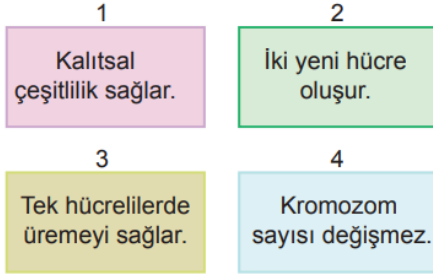 1
Kalıtsal
çeşitlilik sağlar.
2
İki yeni hücre
oluşur.
3
Tek hücrelilerde
üremeyi sağlar.
4
Kromozom
sayısı değişmez.